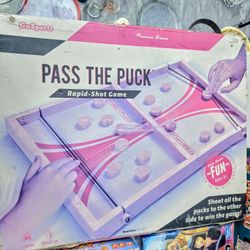 GoSports
Premium Games
PASS THE PUCK
Rapid-Shot Game
FUN
Shoot all the
pucks to the other
side to win the game!